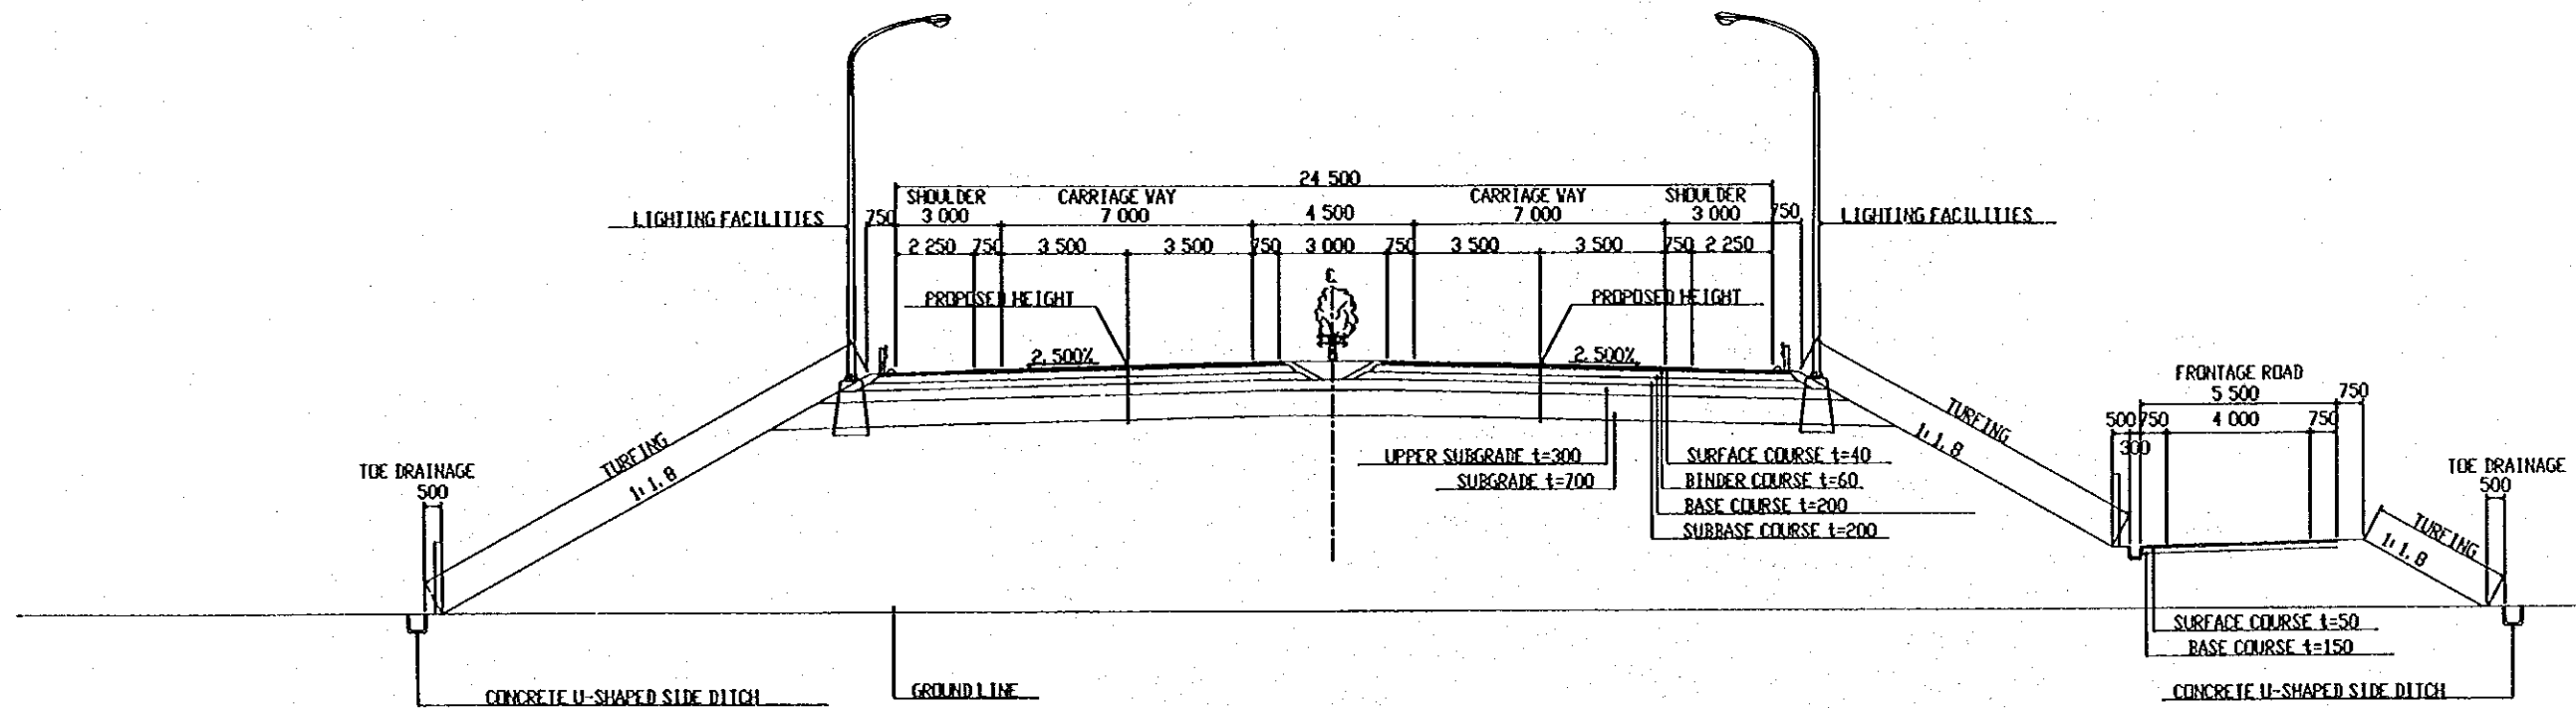 24 500
SHOULDER CARRIAGE WAY CARRIAGE WAY SHOULDER
LIGHTING FACILITIES 750 3 000 7 000 4 500 7 000 3 000 750 LIGHTING FACILITIES
2 250 750 3 500 3 500 750 3 000 750 3 500 3 500 750 2 250
PROPOSED HEIGHT PROPOSED HEIGHT
2.500% 2.500%
FRONTAGE ROAD
5 500 750
500 750 4 000 750
300
TURFING TURFING
1:1.8 1:1.8
UPPER SUBGRADE t=300 SURFACE COURSE t=40
SUBGRADE t=700 BINDER COURSE t=60
BASE COURSE t=200
SUBBASE COURSE t=200
TOE DRAINAGE TOE DRAINAGE
500 500
TURFING
1:1.8
SURFACE COURSE t=50
BASE COURSE t=150
CONCRETE U-SHAPED SIDE DITCH GROUND LINE CONCRETE U-SHAPED SIDE DITCH